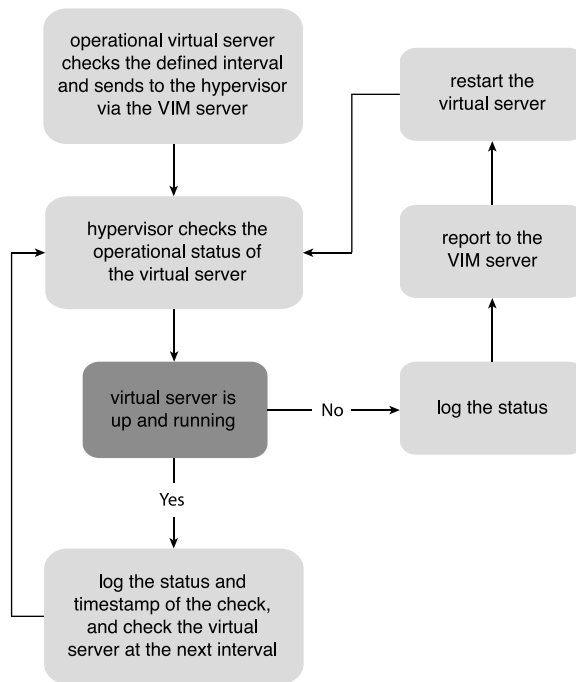 operational virtual server
checks the defined interval
and sends to the hypervisor
via the VIM server
restart the
virtual server
hypervisor checks the
operational status of
the virtual server
report to the
VIM server
virtual server is
up and running
No
log the status
Yes
log the status and
timestamp of the check,
and check the virtual
server at the next interval